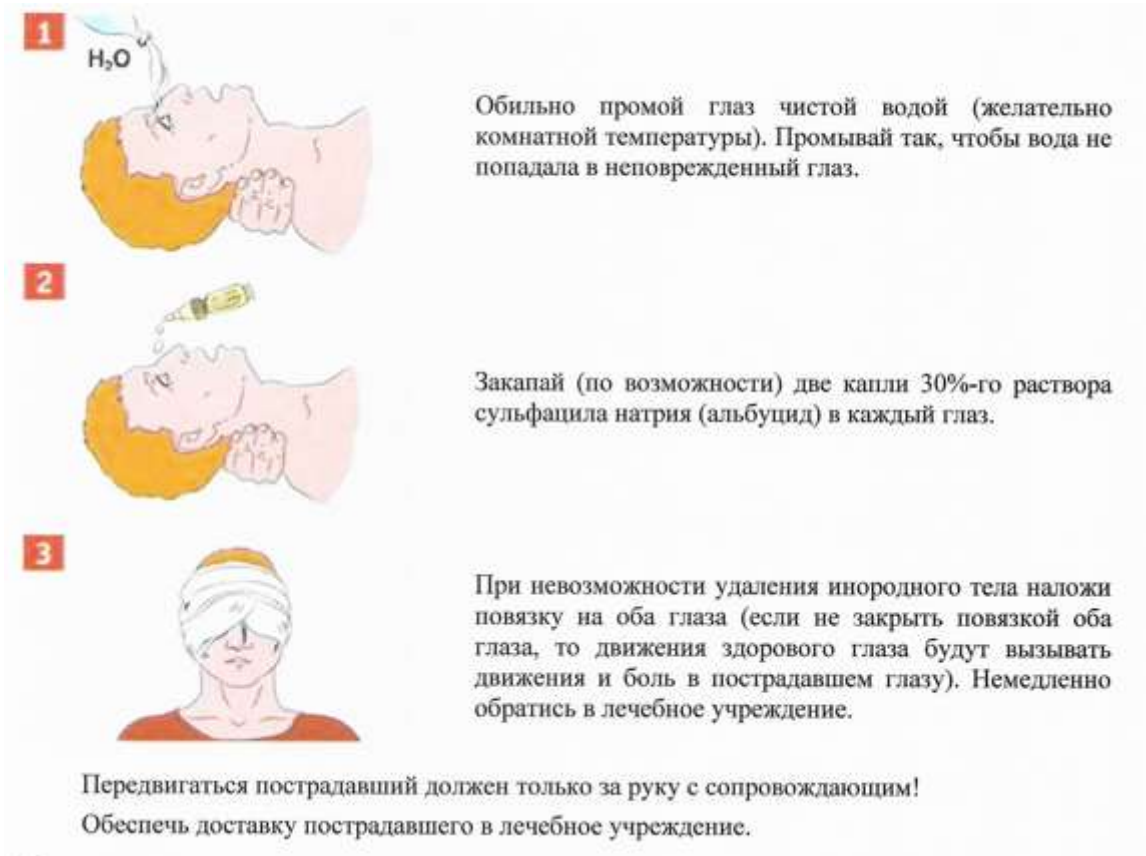 1
H₂O
Обильно промой глаз чистой водой (желательно
комнатной температуры). Промывай так, чтобы вода не
попадала в неповрежденный глаз.
2
Закапай (по возможности) две капли 30%-го раствора
сульфацила натрия (альбуцид) в каждый глаз.
3
При невозможности удаления инородного тела наложи
повязку на оба глаза (если не закрыть повязкой оба
глаза, то движения здорового глаза будут вызывать
движения и боль в пострадавшем глазу). Немедленно
обратись в лечебное учреждение.
Передвигаться пострадавший должен только за руку с сопровождающим!
Обеспечь доставку пострадавшего в лечебное учреждение.